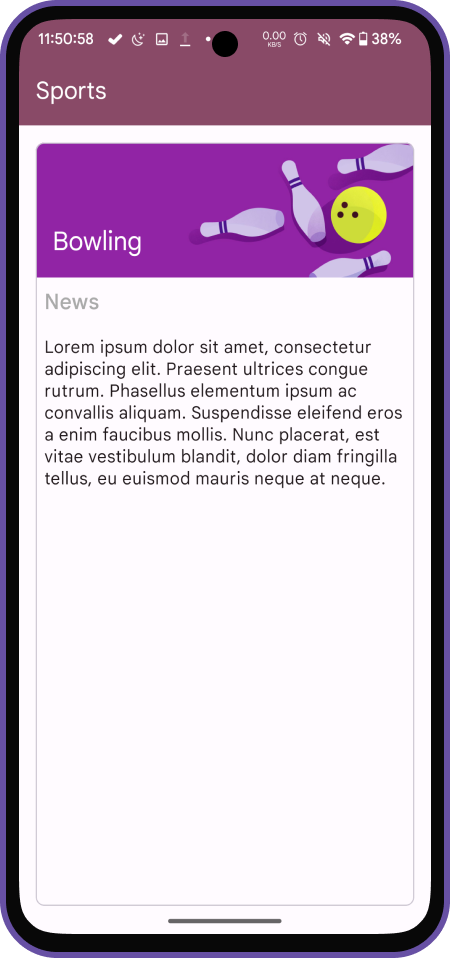 11:50:58 0.00 KB/S 38%
Sports
Bowling
News
Lorem ipsum dolor sit amet, consectetur
adipiscing elit. Praesent ultrices congue
rutrum. Phasellus elementum ipsum ac
convallis aliquam. Suspendisse eleifend eros
a enim faucibus mollis. Nunc placerat, est
vitae vestibulum blandit, dolor diam fringilla
tellus, eu euismod mauris neque at neque.